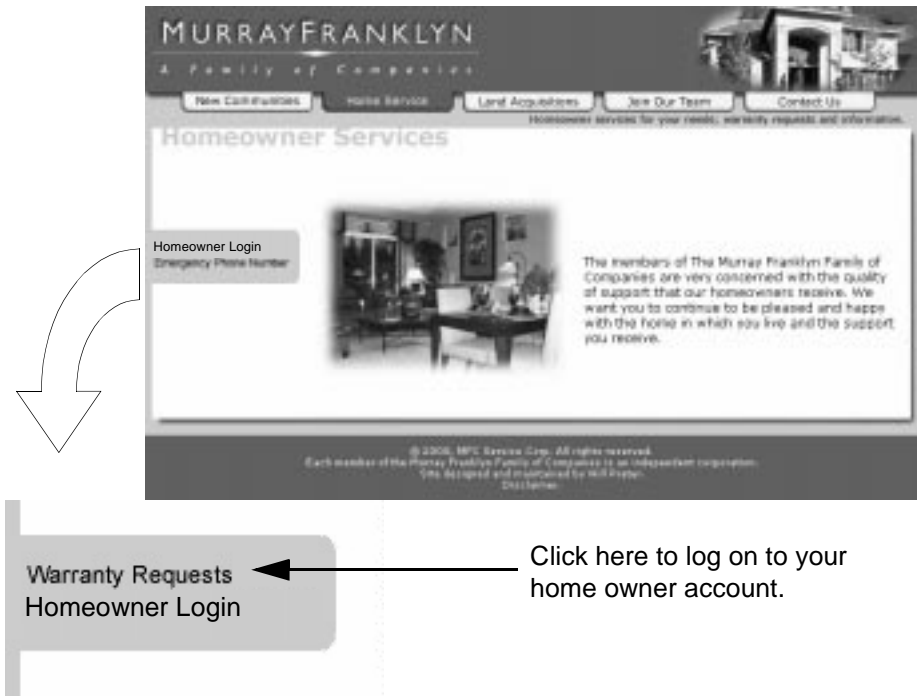 MURRAYFRANKLYN
A Family of Companies
New Communities
Home Service
Land Acquisitions
Join Our Team
Contact Us
Homeowner services for your needs; warranty requests and information.
Homeowner Services
Homeowner Login
Emergency Phone Number
The members of The Murray Franklyn Family of
Companies are very concerned with the quality
of support that our homeowners receive. We
want you to continue to be pleased and happy
with the home in which you live and the support
you receive.
MFC Service Corp. All rights reserved.
Each member of the Murray Franklyn Family of Companies is an independent corporation.
Site designed and maintained by
Disclaimer
Warranty Requests
Homeowner Login
Click here to log on to your
home owner account.